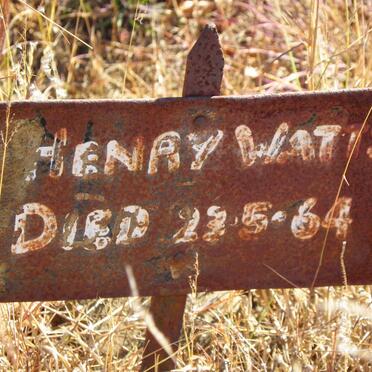 HENRY WAT
DIED 22-5-64